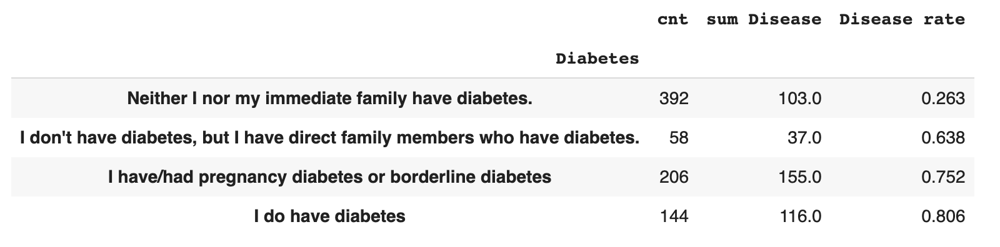 cnt sum Disease Disease rate
Diabetes
Neither I nor my immediate family have diabetes. 392 103.0 0.263
I don't have diabetes, but I have direct family members who have diabetes. 58 37.0 0.638
I have/had pregnancy diabetes or borderline diabetes 206 155.0 0.752
I do have diabetes 144 116.0 0.806